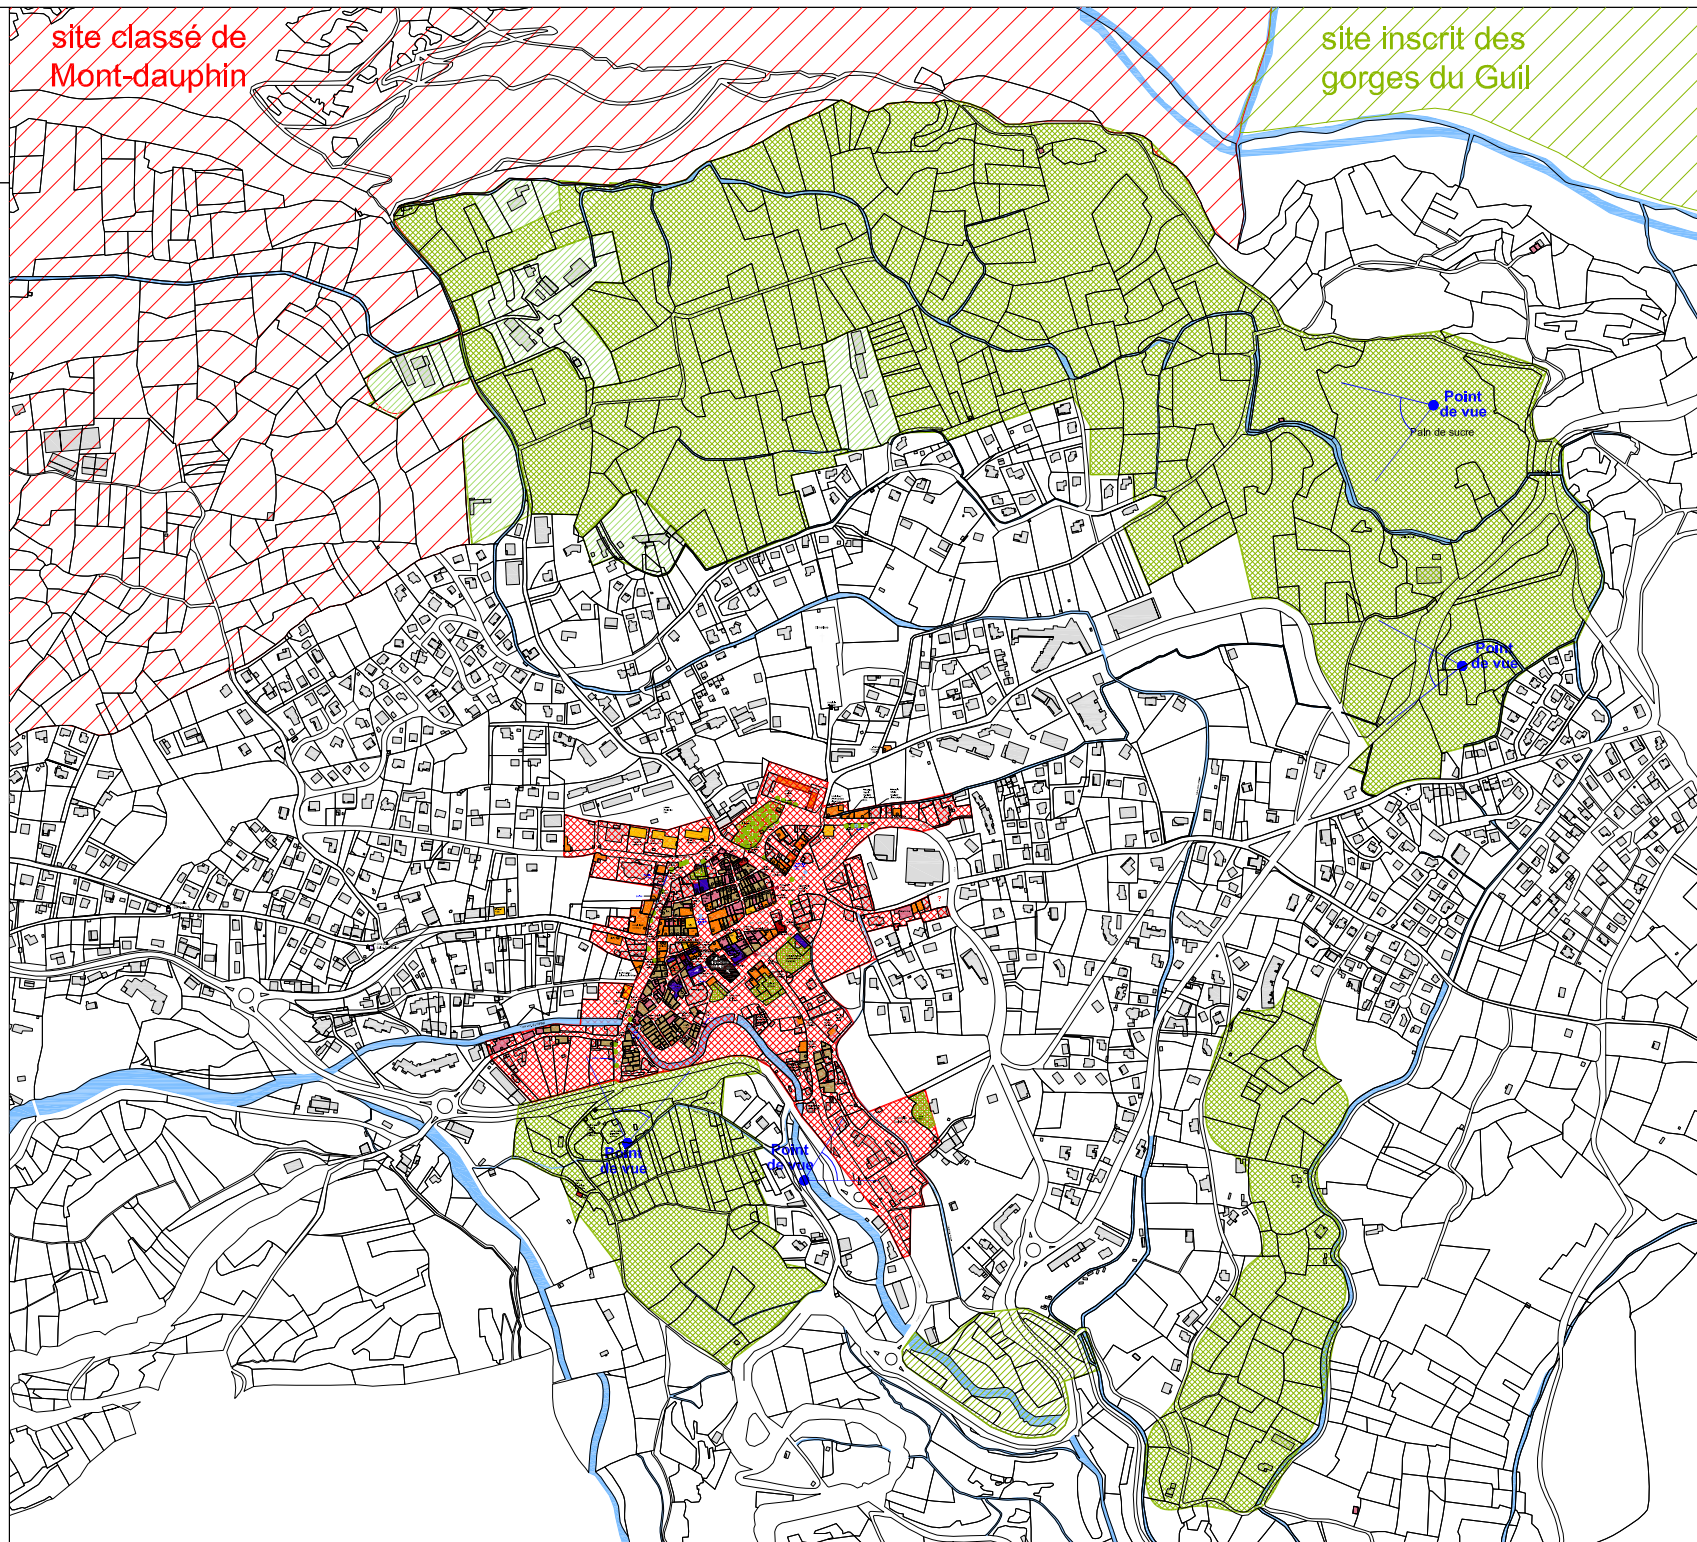 site classé de
Mont-dauphin
site inscrit des
gorges du Guil
Point
de vue
Pain de sucre
Point
de vue
Point
de vue
Point
de vue